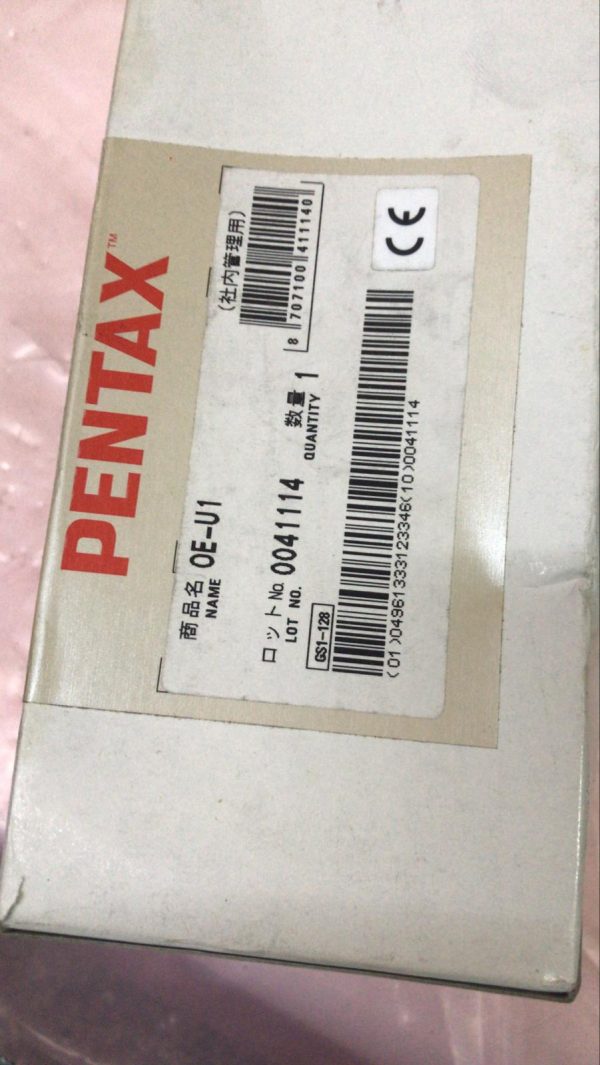 PENTAX™
商品名
NAME
OE-U1
(社内管理用)
8 707100 411140
ロットNo.
LOT NO.
0041114
数量
QUANTITY
1
GS1-128
(01)04961333123346(10)0041114
CE